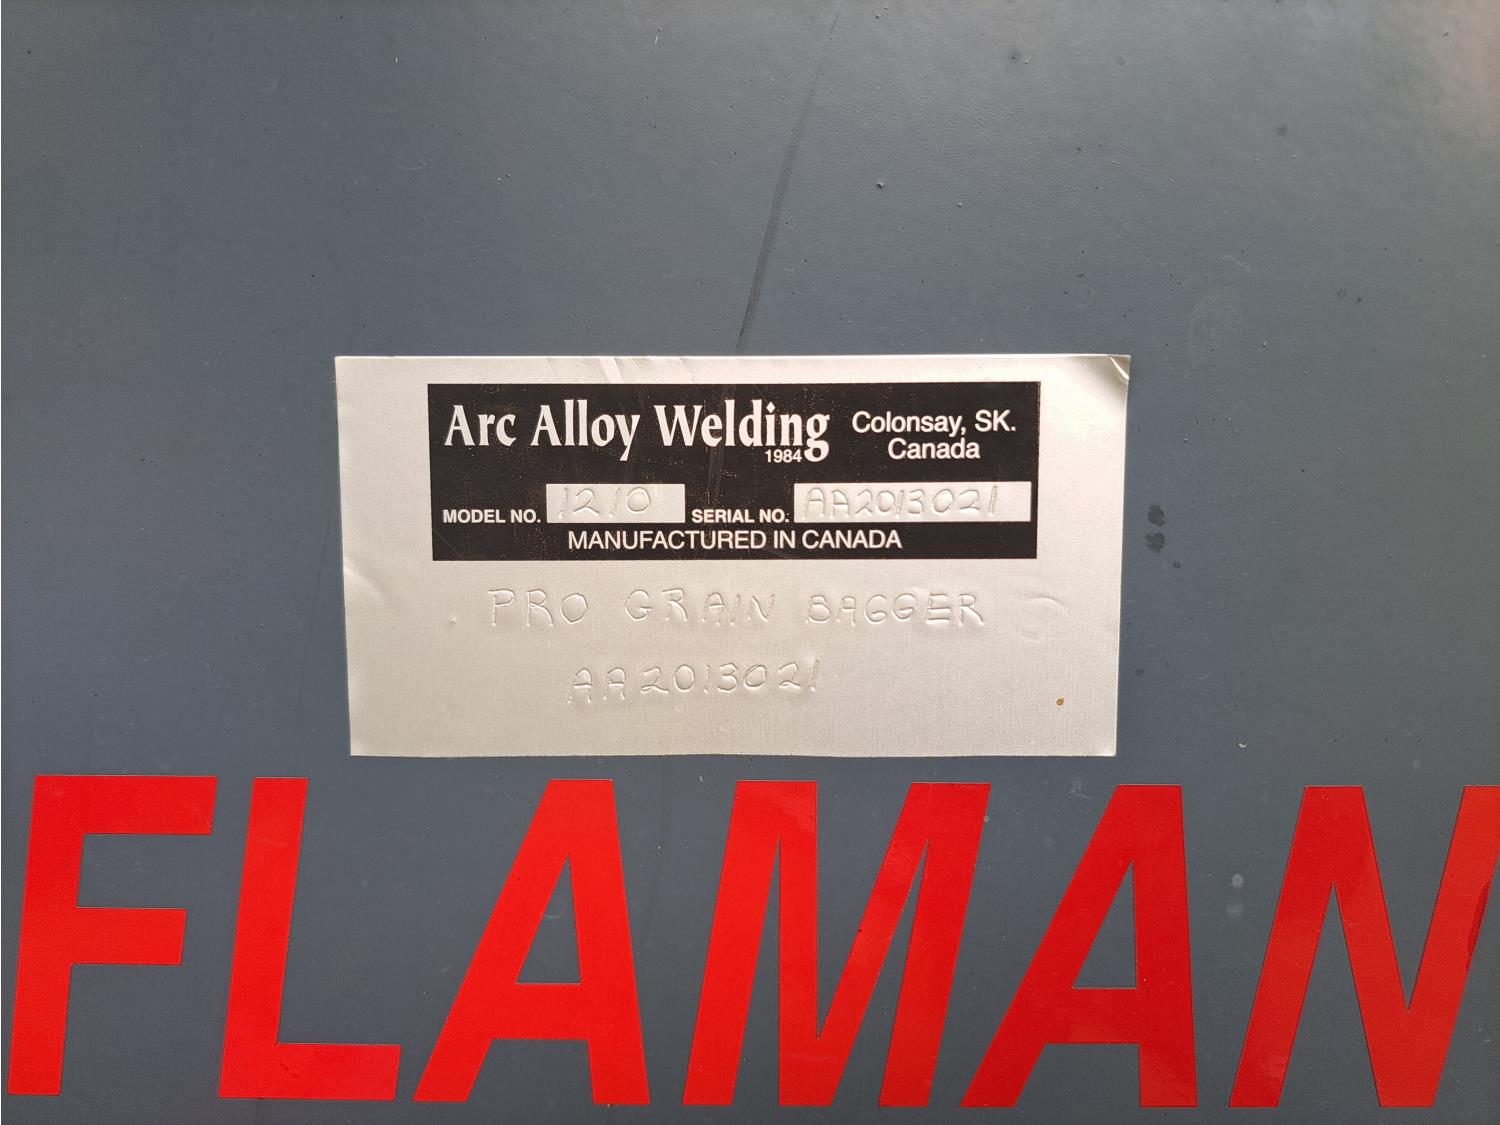 Arc Alloy Welding
1984
Colonsay, SK.
Canada
MODEL NO. 1210 SERIAL NO. AA2013021
MANUFACTURED IN CANADA
PRO GRAIN BAGGER
AA2013021
FLAMAN